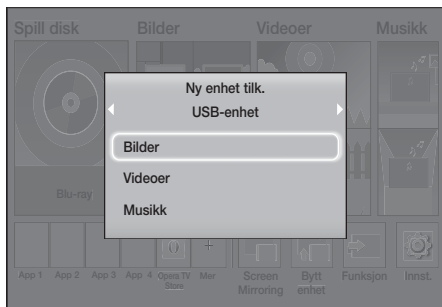 Spill disk Bilder Videoer Musikk
Ny enhet tilk.
USB-enhet
Bilder
Videoer
Musikk
Blu-ray
App 1 App 2 App 3 App 4 Opera TV Store Mer Screen Mirroring Bytt enhet Funksjon Innst.